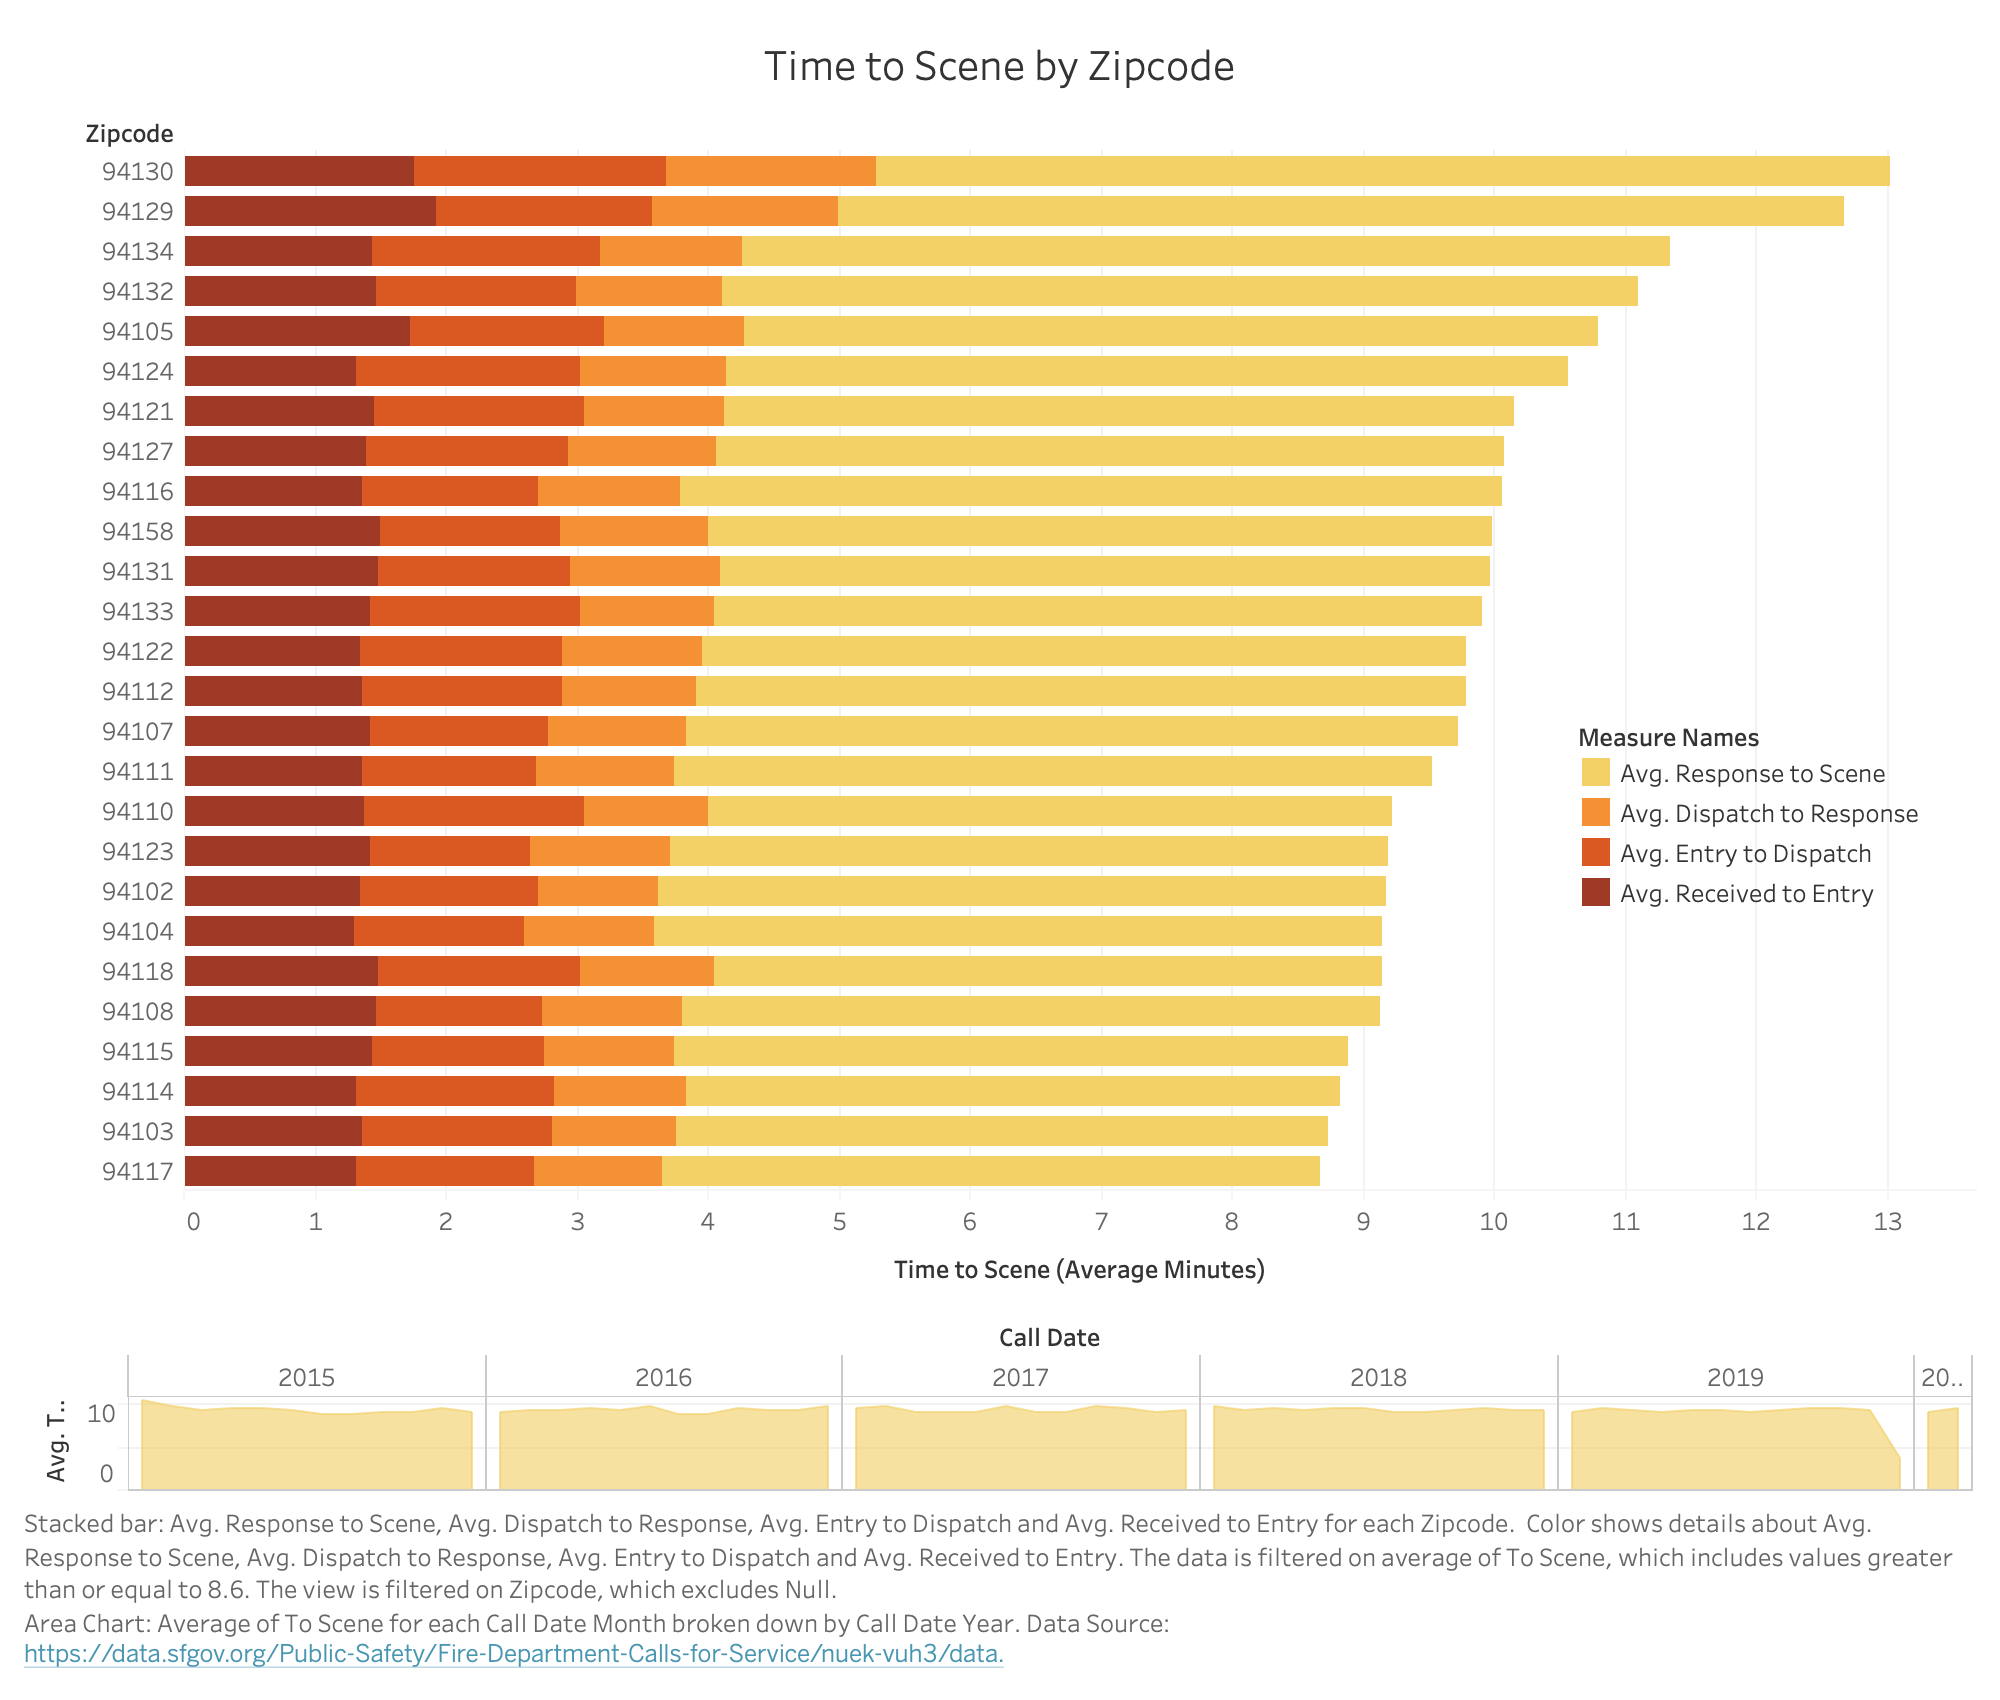 Time to Scene by Zipcode
Zipcode
94130
94129
94134
94132
94105
94124
94121
94127
94116
94158
94131
94133
94122
94112
94107
94111
94110
94123
94102
94104
94118
94108
94115
94114
94103
94117
Measure Names
Avg. Response to Scene
Avg. Dispatch to Response
Avg. Entry to Dispatch
Avg. Received to Entry
0 1 2 3 4 5 6 7 8 9 10 11 12 13
Time to Scene (Average Minutes)
Call Date
2015 2016 2017 2018 2019 20..
Avg. T..
10
0
Stacked bar: Avg. Response to Scene, Avg. Dispatch to Response, Avg. Entry to Dispatch and Avg. Received to Entry for each Zipcode.  Color shows details about Avg.
Response to Scene, Avg. Dispatch to Response, Avg. Entry to Dispatch and Avg. Received to Entry. The data is filtered on average of To Scene, which includes values greater
than or equal to 8.6. The view is filtered on Zipcode, which excludes Null.
Area Chart: Average of To Scene for each Call Date Month broken down by Call Date Year. Data Source:
https://data.sfgov.org/Public-Safety/Fire-Department-Calls-for-Service/nuek-vuh3/data.